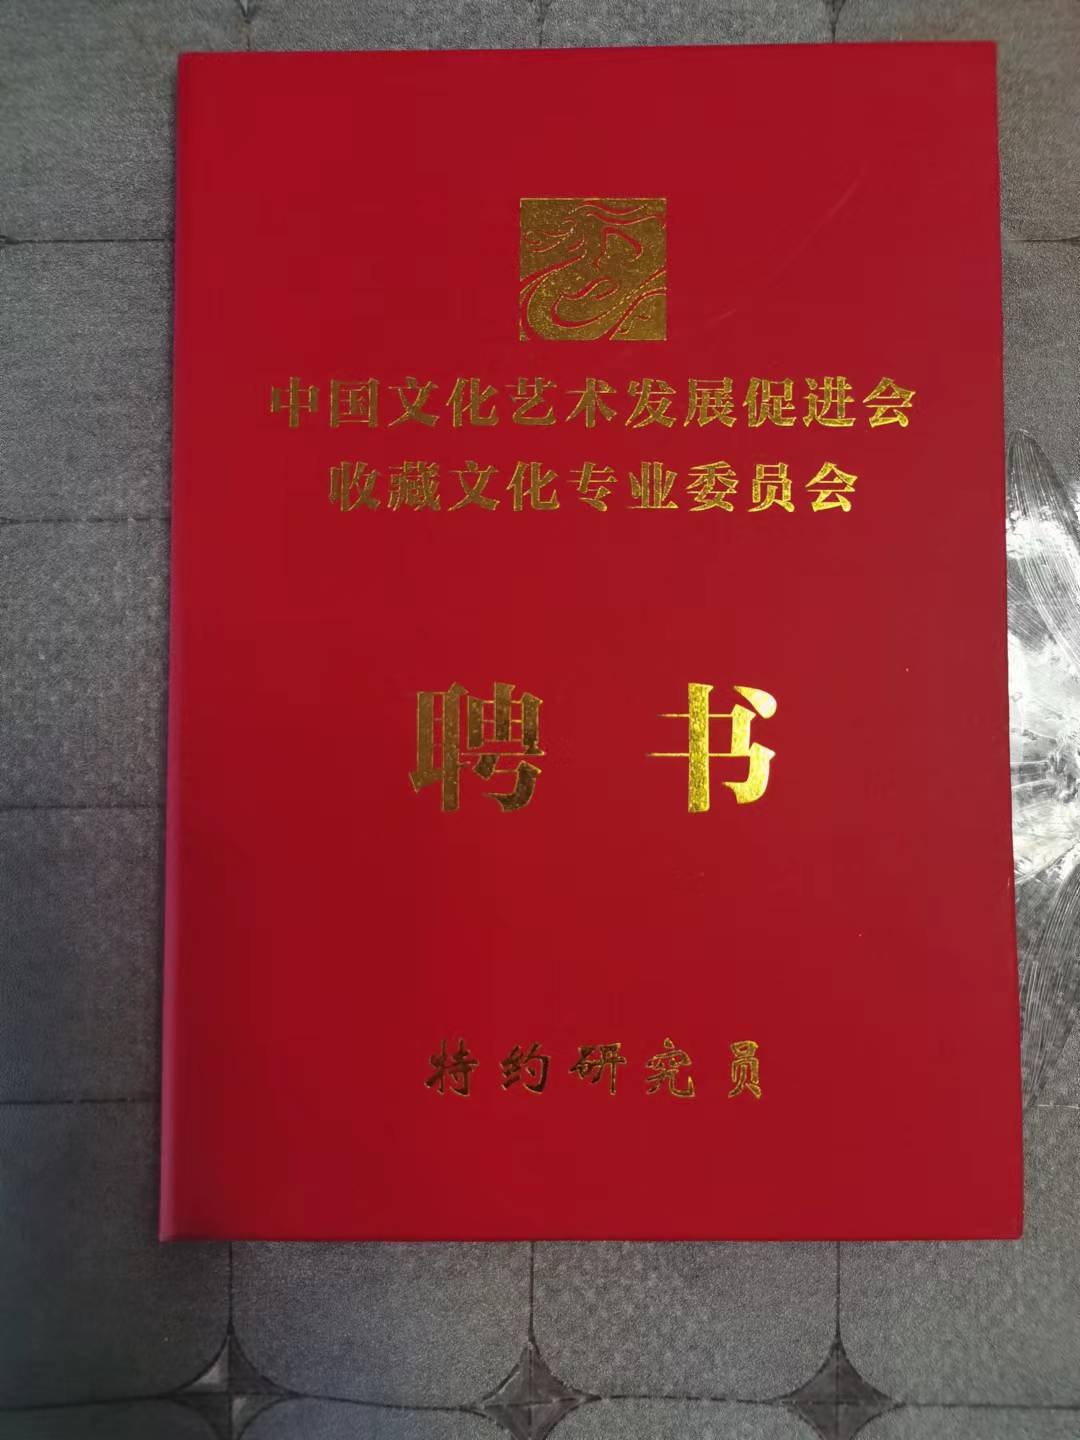 中国文化艺术发展促进会
收藏文化专业委员会
聘书
特约研究员